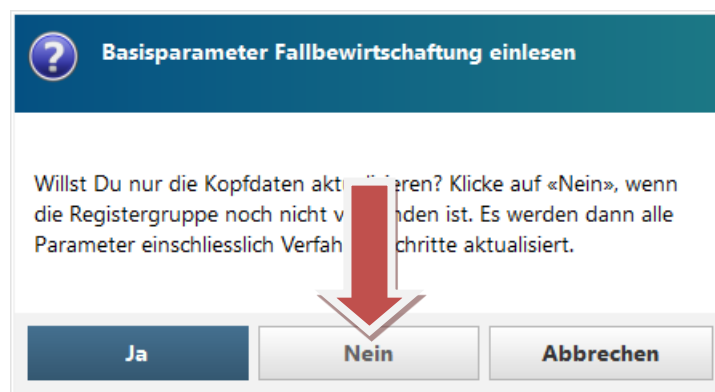 Basisparameter Fallbewirtschaftung einlesen
Willst Du nur die Kopfdaten Klicke auf «Nein», wenn
die Registergruppe noch nicht ist. Es werden dann alle
Parameter einschliesslich aktualisiert.
Ja
Nein
Abbrechen